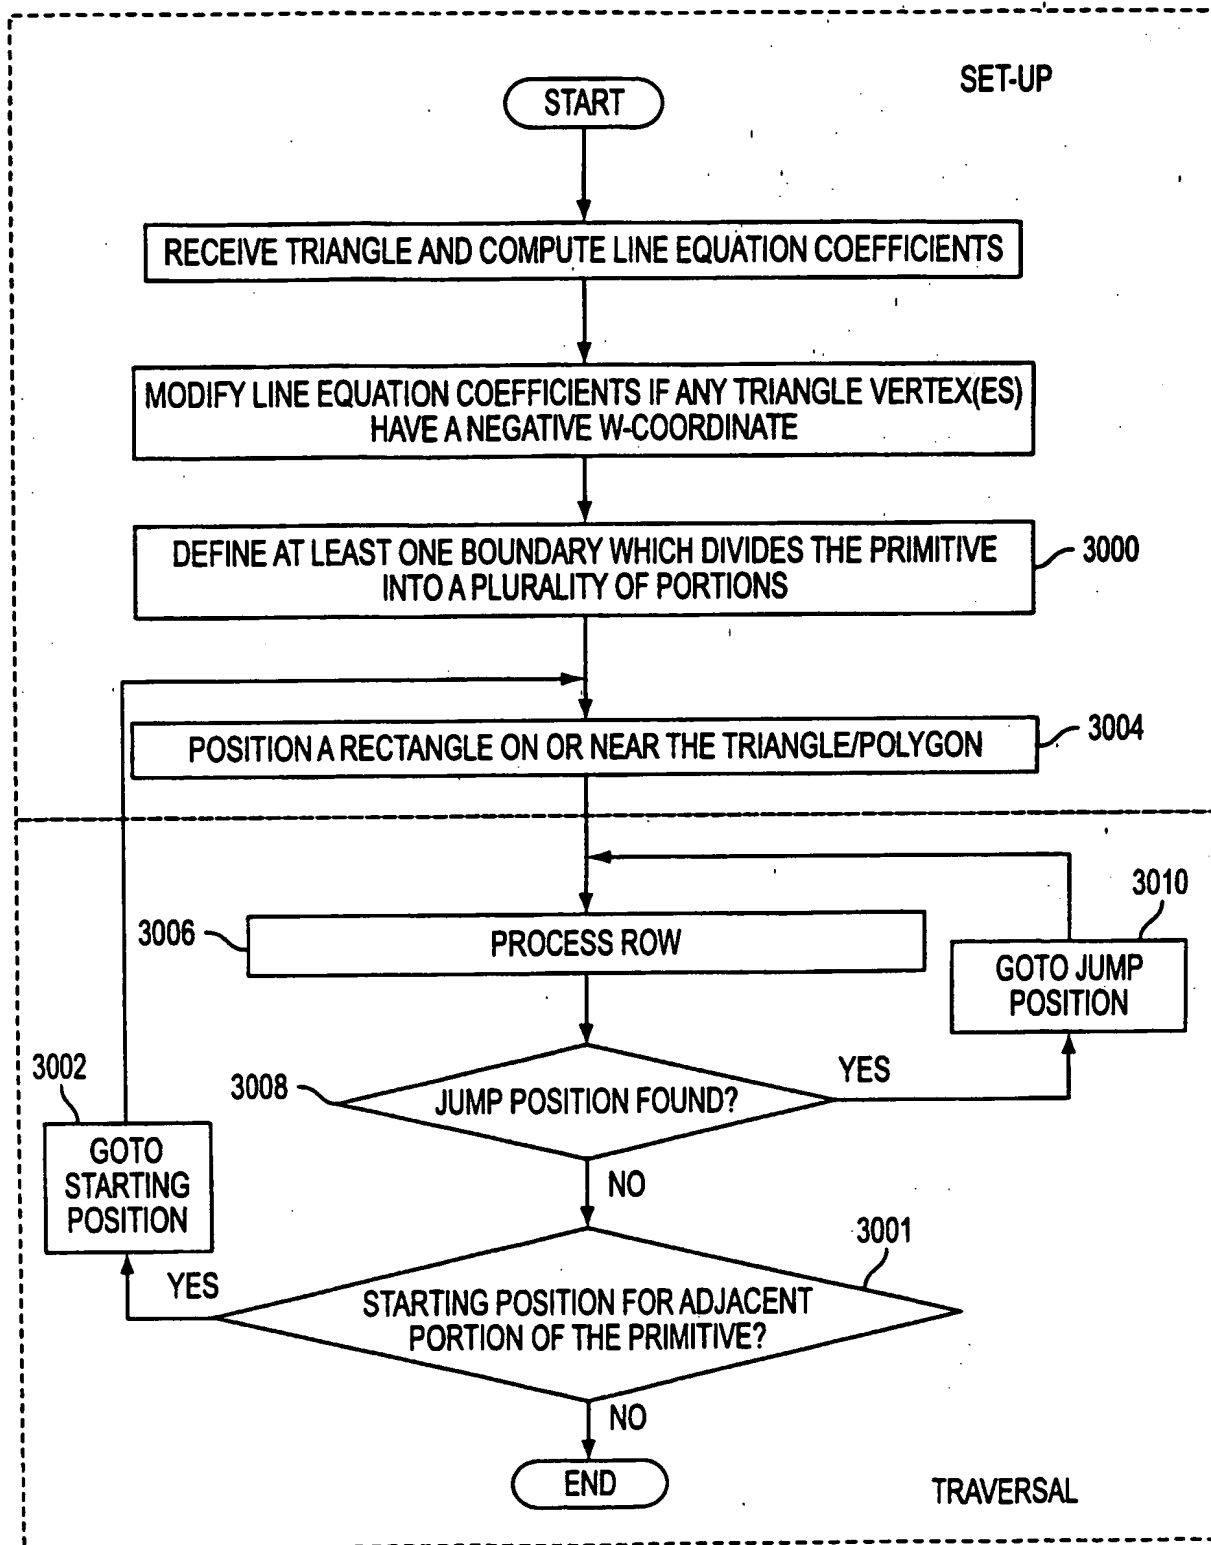 SET-UP
START
RECEIVE TRIANGLE AND COMPUTE LINE EQUATION COEFFICIENTS
MODIFY LINE EQUATION COEFFICIENTS IF ANY TRIANGLE VERTEX(ES)
HAVE A NEGATIVE W-COORDINATE
DEFINE AT LEAST ONE BOUNDARY WHICH DIVIDES THE PRIMITIVE
INTO A PLURALITY OF PORTIONS
3000
POSITION A RECTANGLE ON OR NEAR THE TRIANGLE/POLYGON
3004
3006
PROCESS ROW
3010
GOTO JUMP
POSITION
3008
JUMP POSITION FOUND?
YES
NO
3002
GOTO
STARTING
POSITION
YES
3001
STARTING POSITION FOR ADJACENT
PORTION OF THE PRIMITIVE?
NO
END
TRAVERSAL